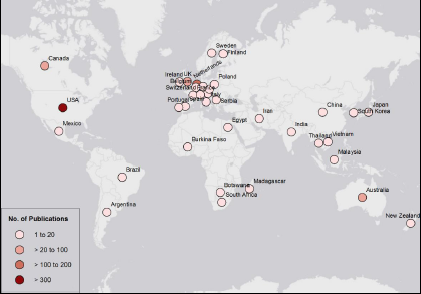 Sweden
Finland
Canada
Ireland
UK
Netherlands
Belgium
Poland
Switzerland
France
USA
Portugal
Spain
Italy
Serbia
Mexico
Egypt
Iran
China
Japan
South Korea
India
Burkina Faso
Thailand
Vietnam
Malaysia
Brazil
Botswana
Madagascar
South Africa
Australia
Argentina
New Zealand
No. of Publications
1 to 20
> 20 to 100
> 100 to 200
> 300